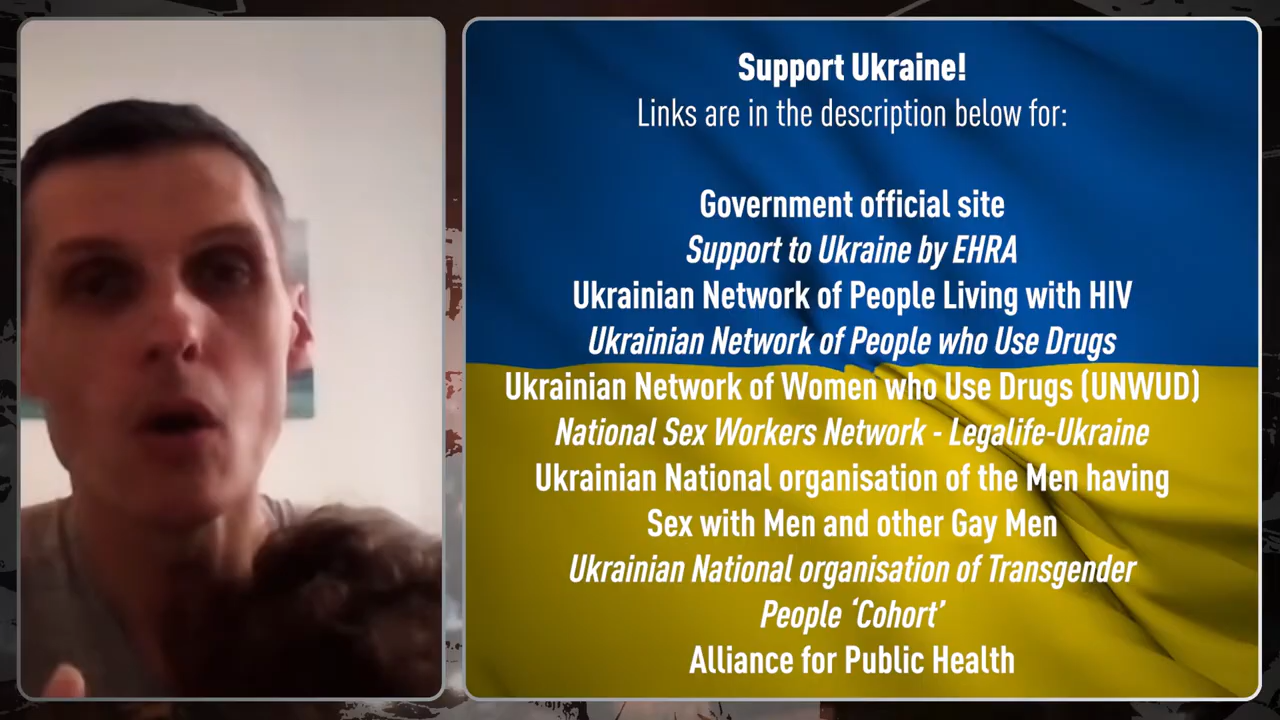 Support Ukraine!
Links are in the description below for:
Government official site
Support to Ukraine by EHRA
Ukrainian Network of People Living with HIV
Ukrainian Network of People who Use Drugs
Ukrainian Network of Women who Use Drugs (UNWUD)
National Sex Workers Network - Legalife-Ukraine
Ukrainian National organisation of the Men having
Sex with Men and other Gay Men
Ukrainian National organisation of Transgender
People ‘Cohort’
Alliance for Public Health